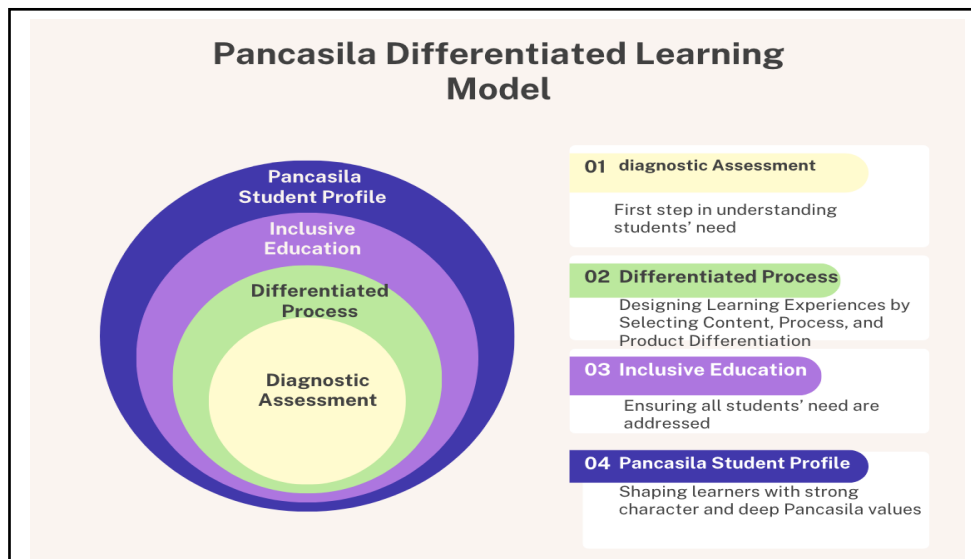 Pancasila Differentiated Learning
Model
Pancasila
Student Profile
Inclusive
Education
Differentiated
Process
Diagnostic
Assessment
01 diagnostic Assessment
First step in understanding
students’ need
02 Differentiated Process
Designing Learning Experiences by
Selecting Content, Process, and
Product Differentiation
03 Inclusive Education
Ensuring all students’ need are
addressed
04 Pancasila Student Profile
Shaping learners with strong
character and deep Pancasila values